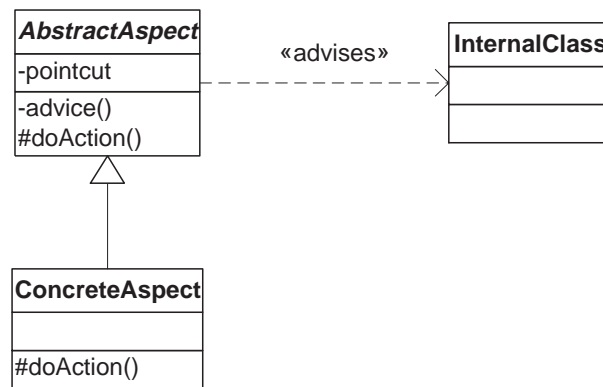 AbstractAspect
-pointcut
-advice()
#doAction()
«advises»
InternalClass
ConcreteAspect
#doAction()